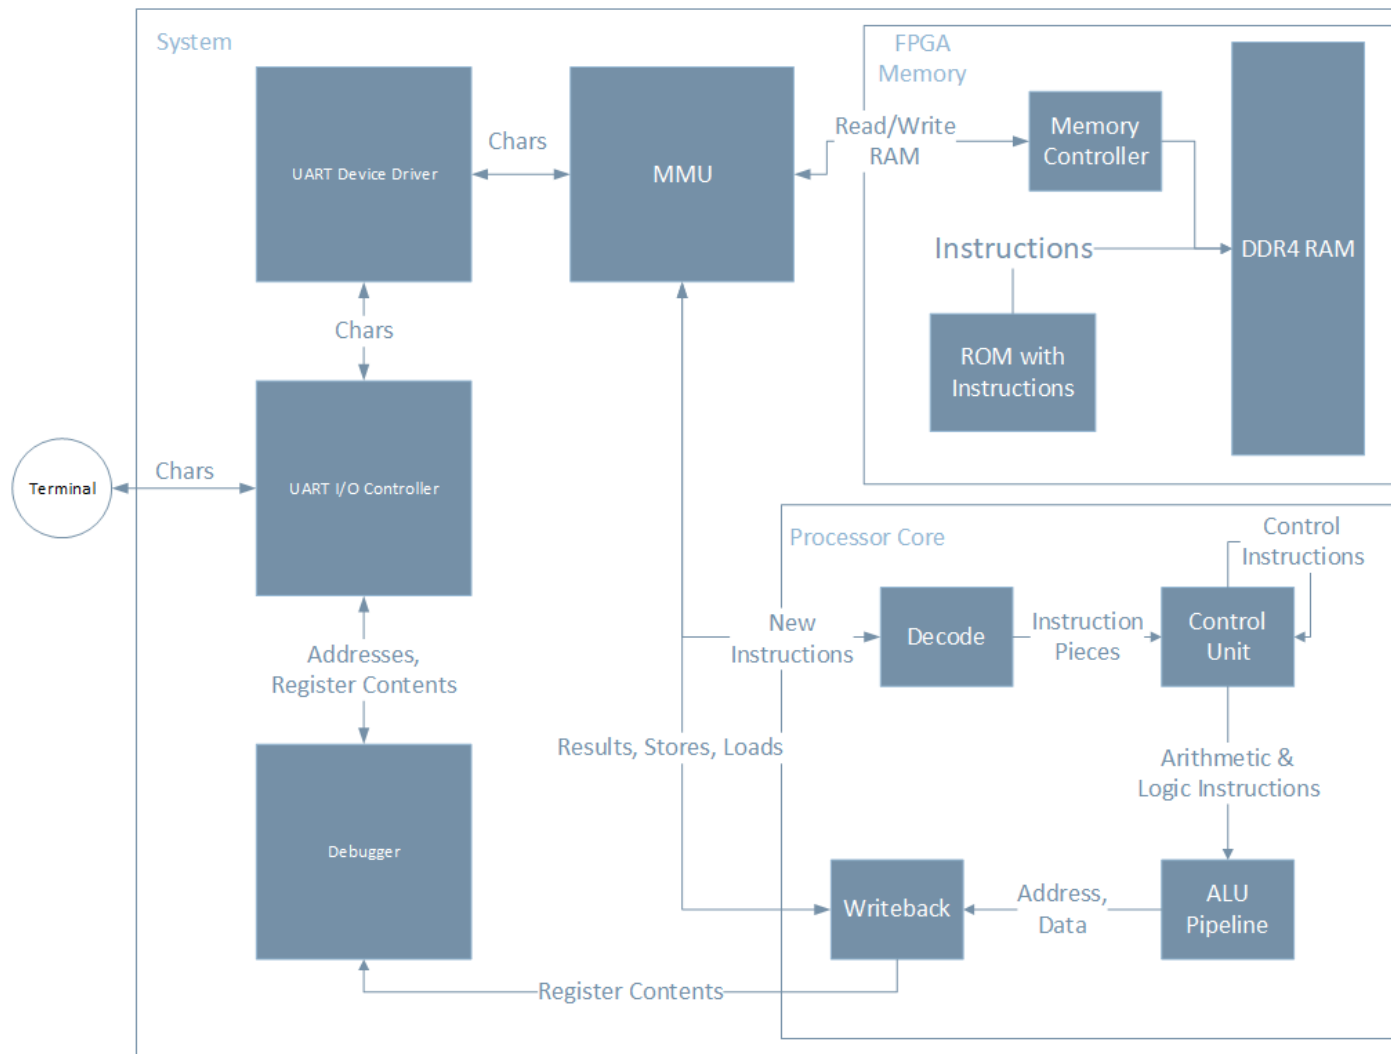 System
FPGA
Memory
UART Device Driver
Chars
MMU
Read/Write
RAM
Memory
Controller
DDR4 RAM
Instructions
ROM with
Instructions
Chars
Terminal
Chars
UART I/O Controller
Processor Core
Control
Instructions
New
Instructions
Decode
Instruction
Pieces
Control
Unit
Addresses,
Register Contents
Results, Stores, Loads
Arithmetic &
Logic Instructions
Debugger
Writeback
Address,
Data
ALU
Pipeline
Register Contents